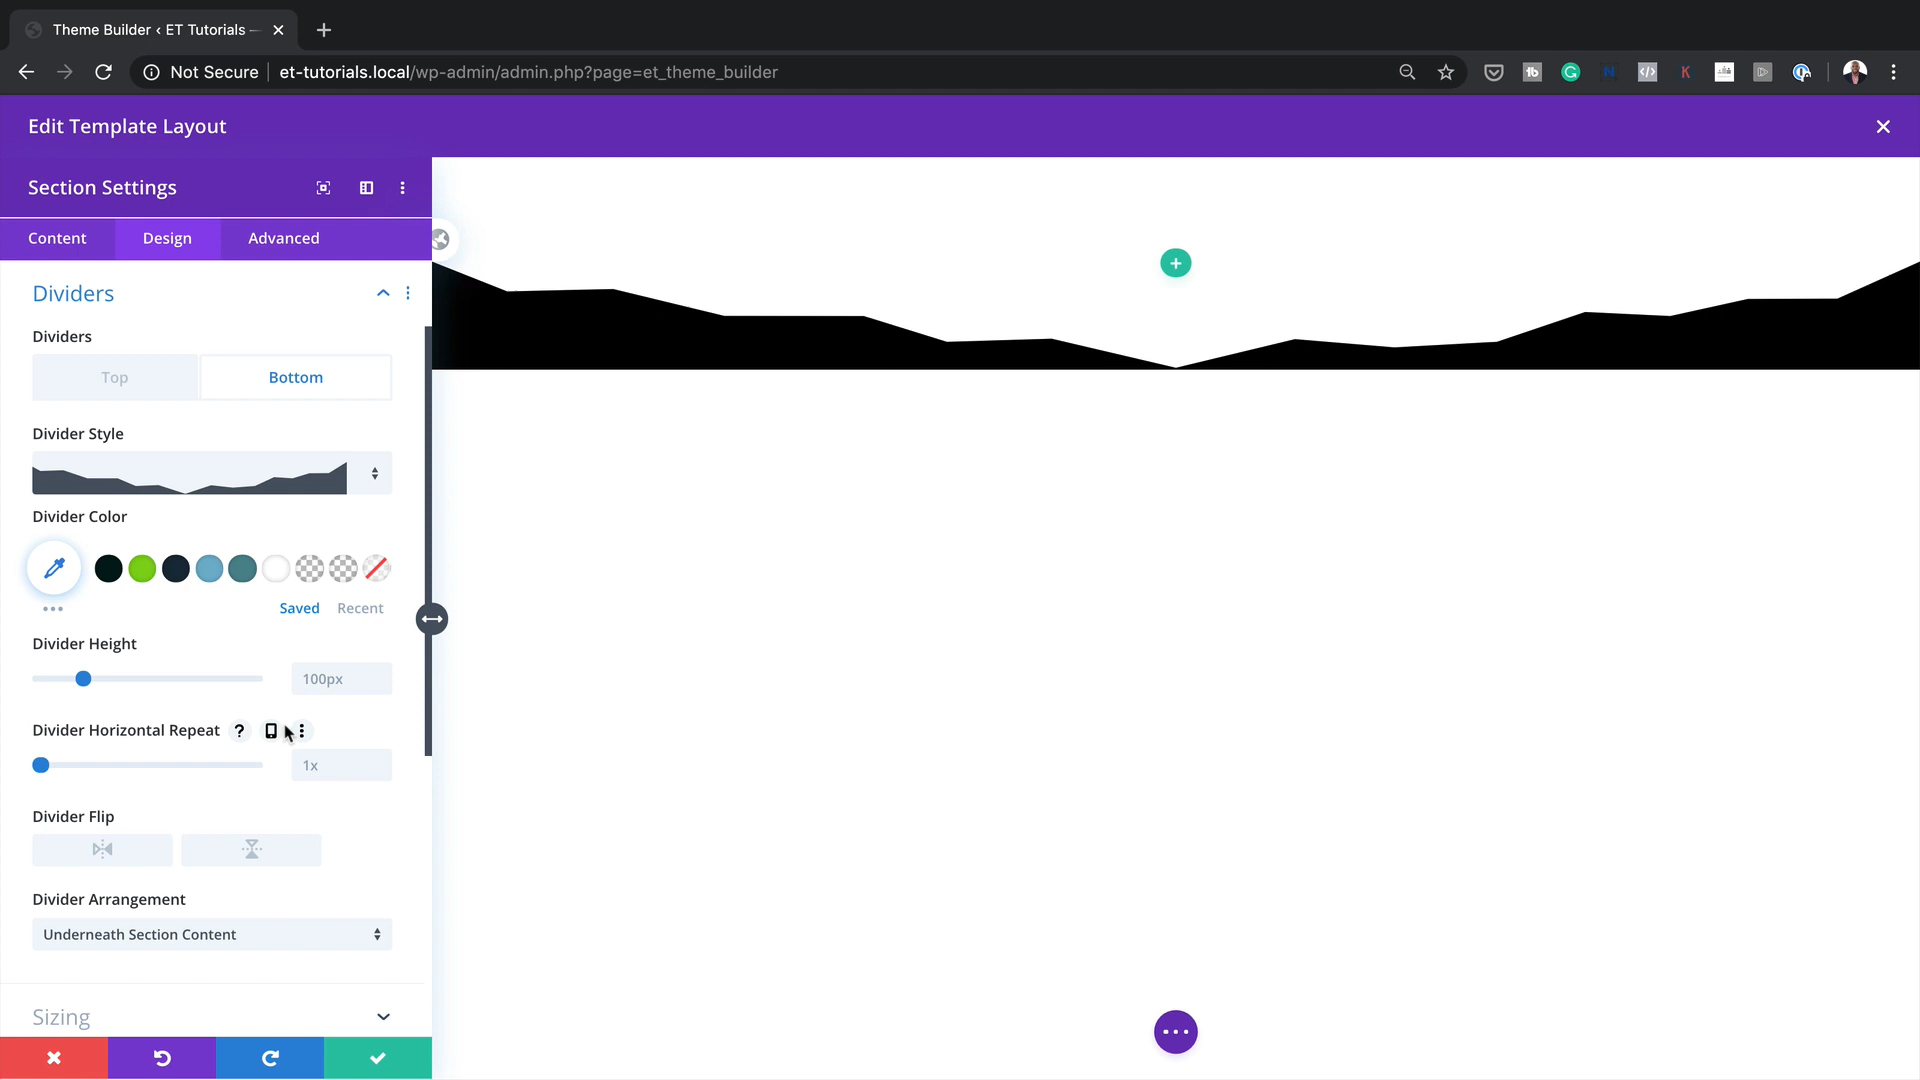 Theme Builder ‹ ET Tutorials —
Not Secure
et-tutorials.local/wp-admin/admin.php?page=et_theme_builder
tb
K
Edit Template Layout
Section Settings
Content
Design
Advanced
Dividers
Dividers
Top
Bottom
Divider Style
Divider Color
Saved
Recent
Divider Height
100px
Divider Horizontal Repeat ?
1x
Divider Flip
Divider Arrangement
Underneath Section Content
Sizing